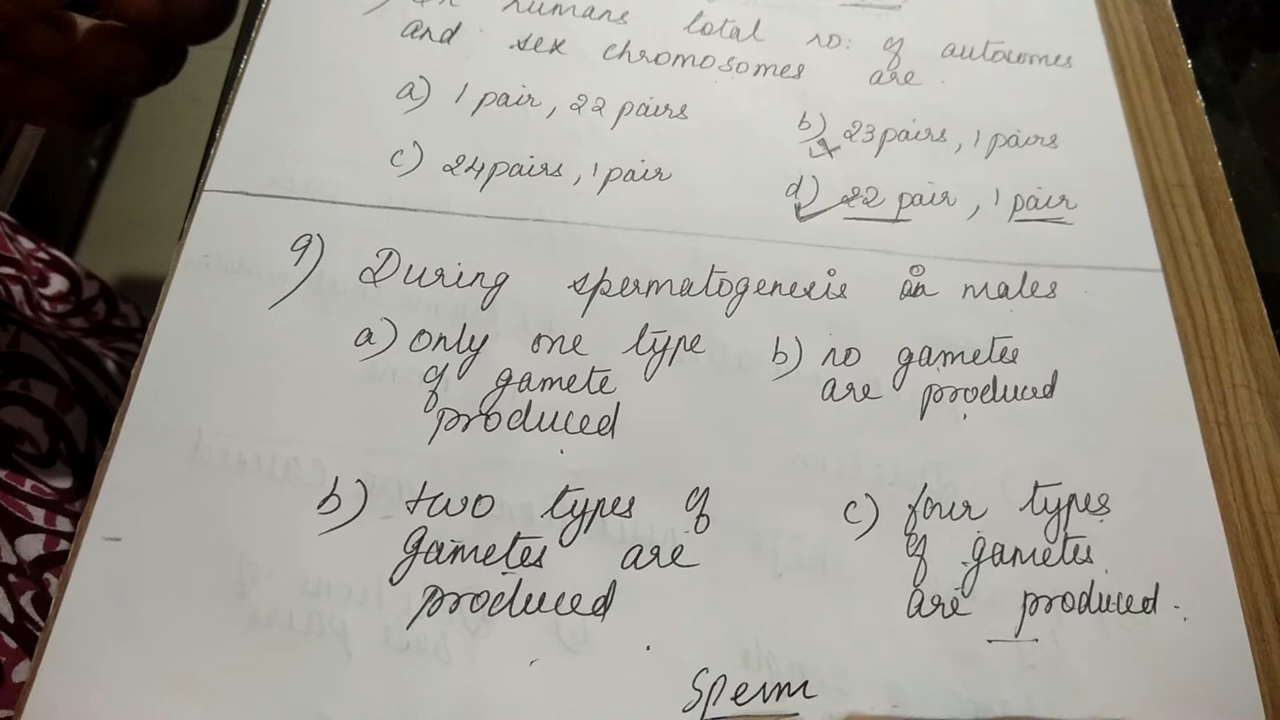 humans total no: of autosomes
and sex chromosomes are
a) 1 pair, 22 pairs
b) 23 pairs, 1 pairs
c) 24 pairs, 1 pair
d) 22 pair, 1 pair
9) During spermatogenesis in males
a) only one type
of gamete
produced
b) no gametes
are produced
b) two types of
gametes are
produced
c) four types
of gametes
are produced.
Sperm